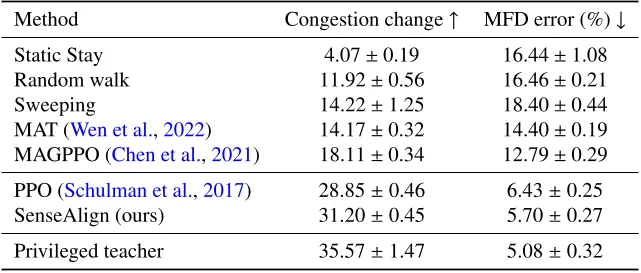 Method Congestion change ↑ MFD error (%) ↓
Static Stay 4.07 ± 0.19 16.44 ± 1.08
Random walk 11.92 ± 0.56 16.46 ± 0.21
Sweeping 14.22 ± 1.25 18.40 ± 0.44
MAT (Wen et al., 2022) 14.17 ± 0.32 14.40 ± 0.19
MAGPPO (Chen et al., 2021) 18.11 ± 0.34 12.79 ± 0.29
PPO (Schulman et al., 2017) 28.85 ± 0.46 6.43 ± 0.25
SenseAlign (ours) 31.20 ± 0.45 5.70 ± 0.27
Privileged teacher 35.57 ± 1.47 5.08 ± 0.32